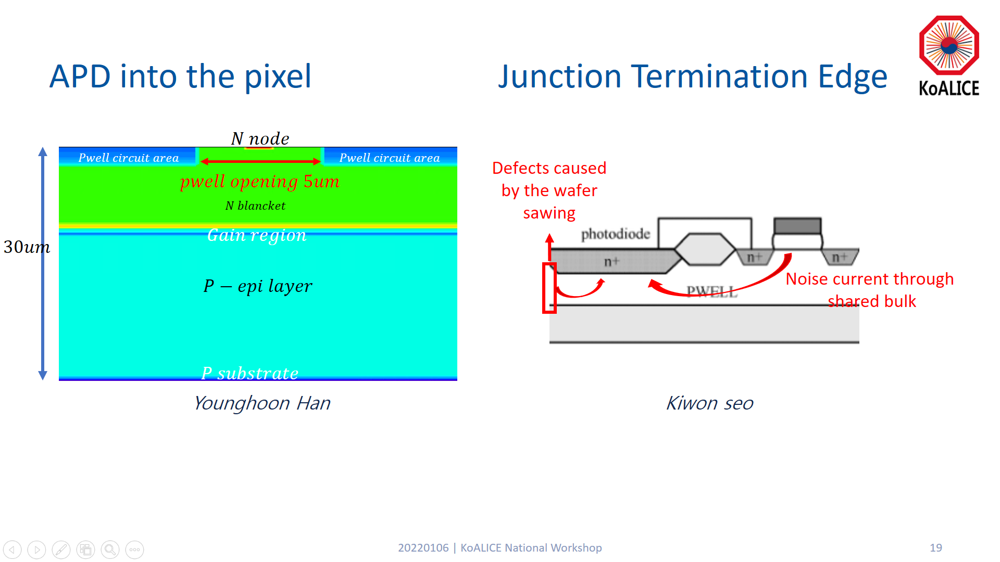 APD into the pixel
Junction Termination Edge
KoALICE
N node
Pwell circuit area
Pwell circuit area
pwell opening 5um
N blancket
Gain region
30um
P − epi layer
P substrate
Younghoon Han
Defects caused
by the wafer
sawing
photodiode
n+
n+
n+
PWELL
Noise current through
shared bulk
Kiwon seo
20220106 | KoALICE National Workshop
19